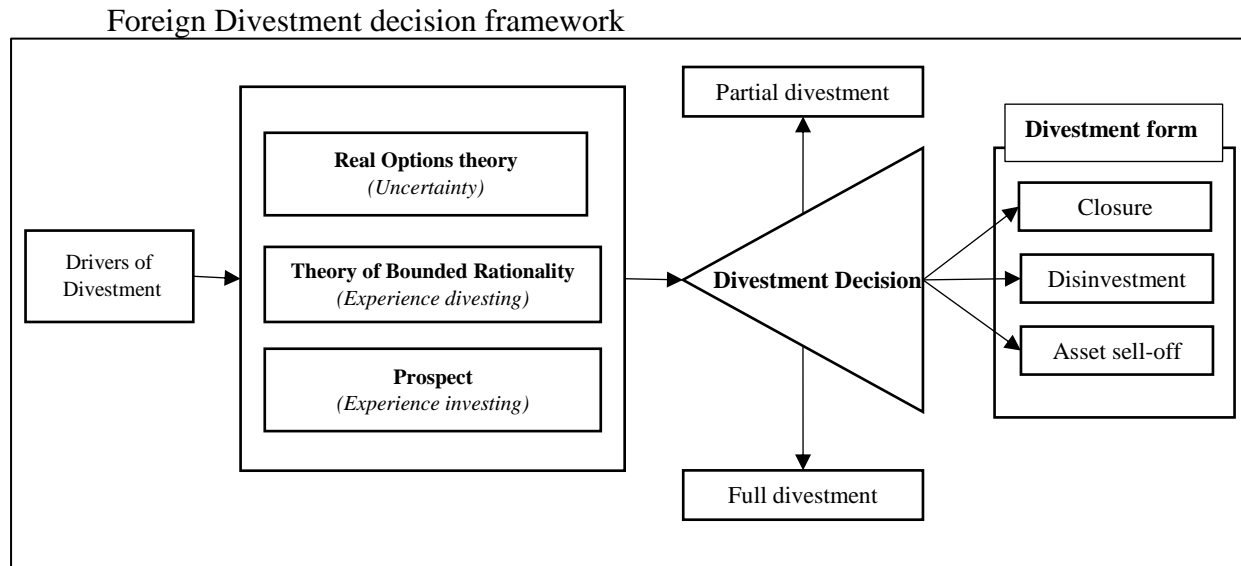 Foreign Divestment decision framework
Drivers of
Divestment
Real Options theory
(Uncertainty)
Theory of Bounded Rationality
(Experience divesting)
Prospect
(Experience investing)
Partial divestment
Divestment Decision
Full divestment
Divestment form
Closure
Disinvestment
Asset sell-off